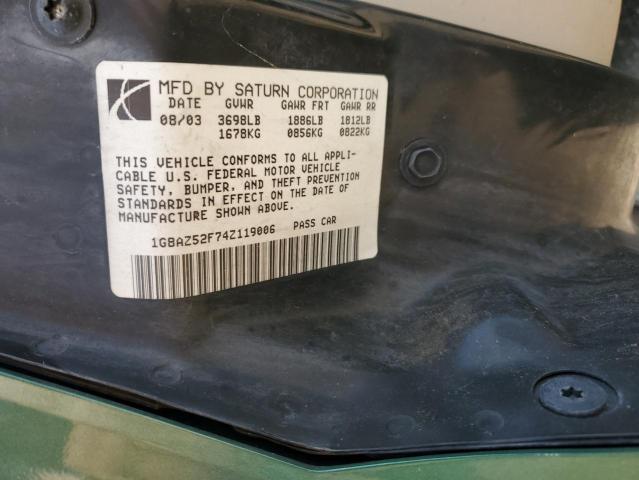 MFD BY SATURN CORPORATION
DATE GVWR GAWR FRT GAWR RR
08/03 3698LB 1886LB 1812LB
1678KG 0856KG 0822KG
THIS VEHICLE CONFORMS TO ALL APPLI-
CABLE U.S. FEDERAL MOTOR VEHICLE
SAFETY, BUMPER, AND THEFT PREVENTION
STANDARDS IN EFFECT ON THE DATE OF
MANUFACTURE SHOWN ABOVE.
1G8AZ52F74Z119006 PASS CAR